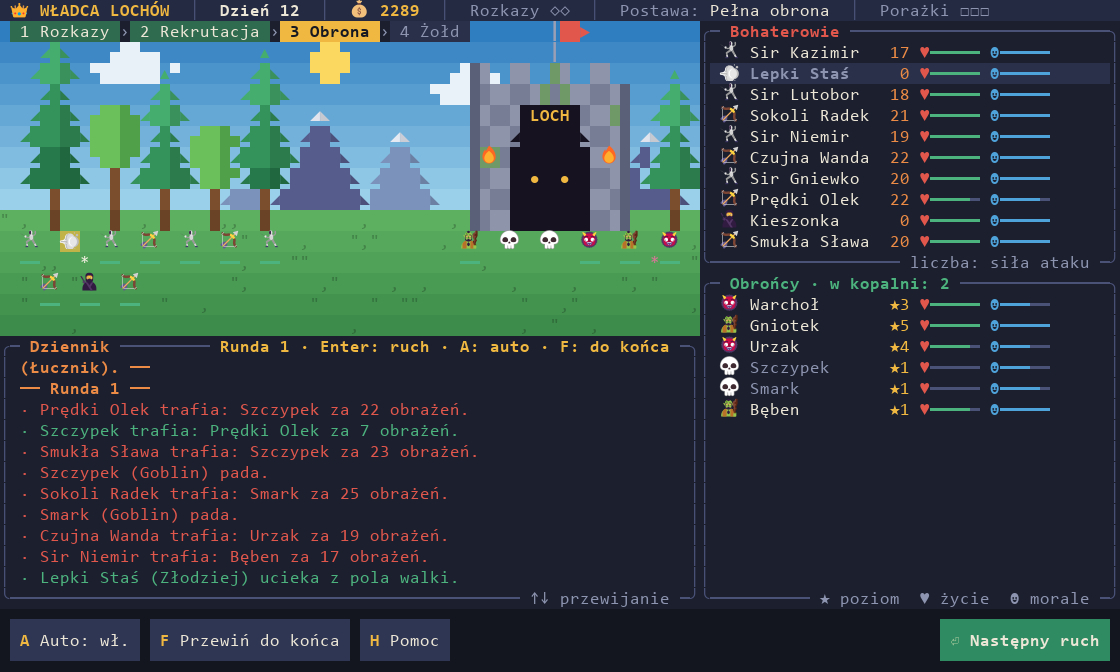 WŁADCA LOCHÓW Dzień 12 2289 Rozkazy ◇◇ Postawa: Pełna obrona Porażki □□□
1 Rozkazy › 2 Rekrutacja › 3 Obrona › 4 Żołd
LOCH
Bohaterowie
Sir Kazimir 17
Lepki Staś 0
Sir Lutobor 18
Sokoli Radek 21
Sir Niemir 19
Czujna Wanda 22
Sir Gniewko 20
Prędki Olek 22
Kieszonka 0
Smukła Sława 20
liczba: siła ataku
Obrońcy · w kopalni: 2
Warchoł ★3
Gniotek ★5
Urzak ★4
Szczypek ★1
Smark ★1
Bęben ★1
★ poziom ♥ życie morale
Dziennik Runda 1 · Enter: ruch · A: auto · F: do końca
(Łucznik). ──
── Runda 1 ──
· Prędki Olek trafia: Szczypek za 22 obrażeń.
· Szczypek trafia: Prędki Olek za 7 obrażeń.
· Smukła Sława trafia: Szczypek za 23 obrażeń.
· Szczypek (Goblin) pada.
· Sokoli Radek trafia: Smark za 25 obrażeń.
· Smark (Goblin) pada.
· Czujna Wanda trafia: Urzak za 19 obrażeń.
· Sir Niemir trafia: Bęben za 17 obrażeń.
· Lepki Staś (Złodziej) ucieka z pola walki.
↑↓ przewijanie
A Auto: wł. F Przewiń do końca H Pomoc ⏎ Następny ruch